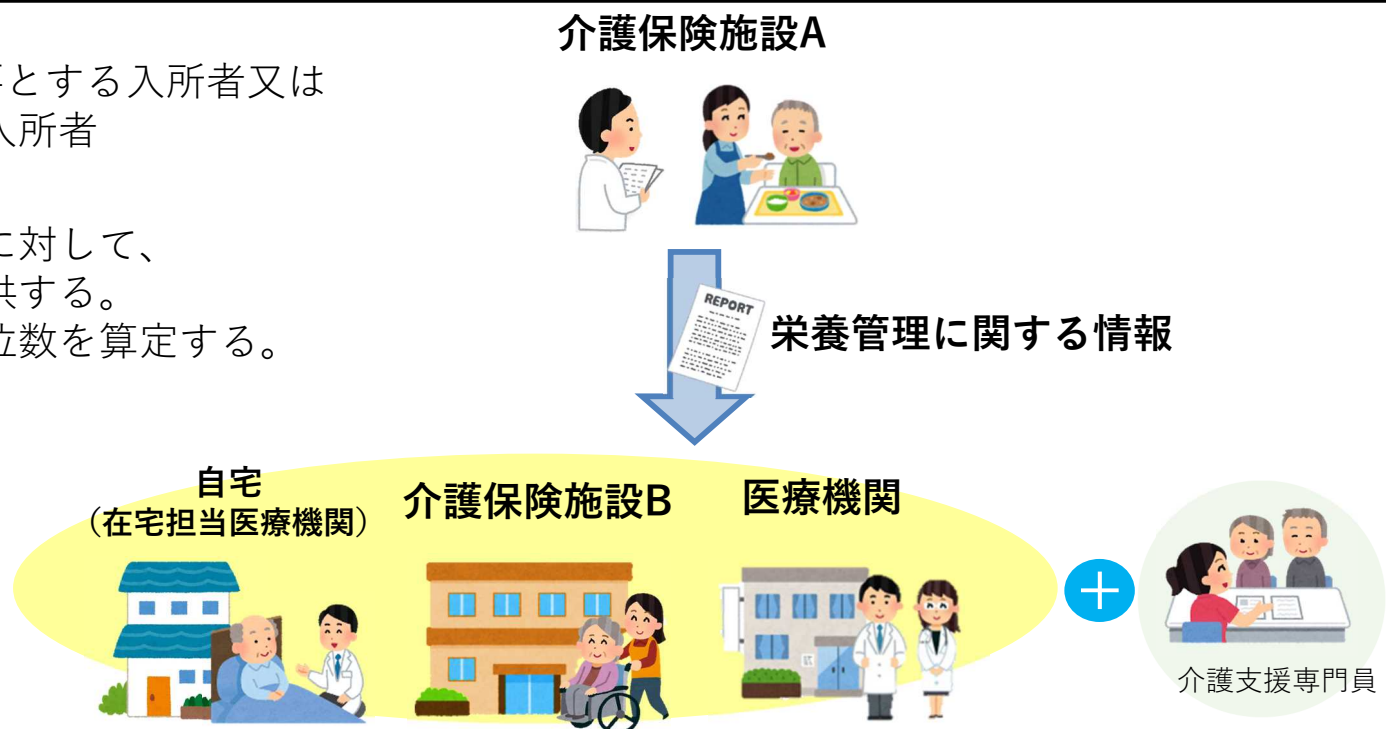 介護保険施設A
とする入所者又は
入所者
に対して、
供する。
位数を算定する。
REPORT
栄養管理に関する情報
自宅
（在宅担当医療機関）
介護保険施設B
医療機関
＋
介護支援専門員